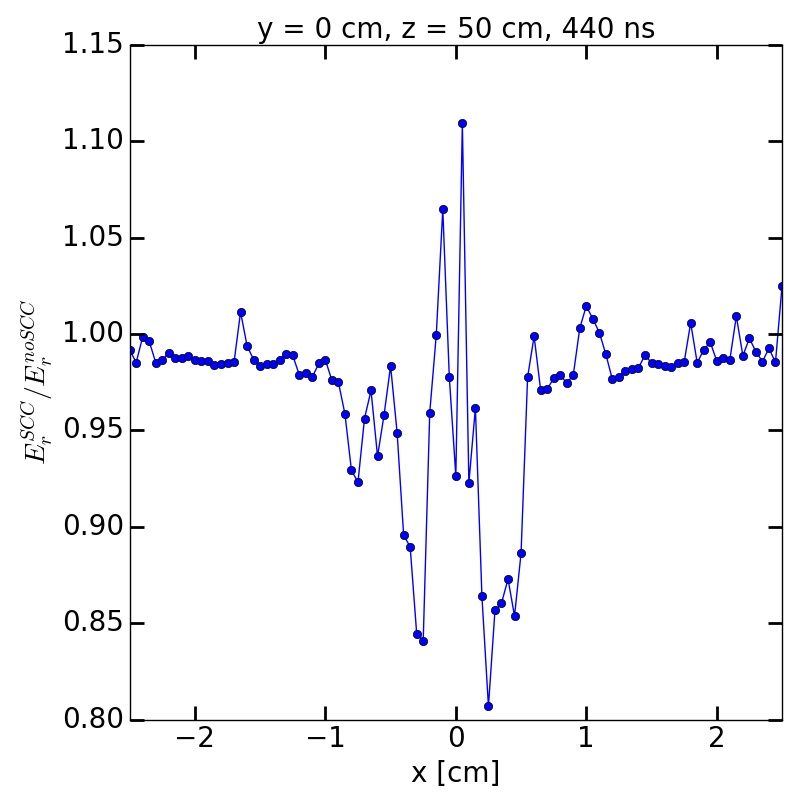 y = 0 cm, z = 50 cm, 440 ns
1.15
1.10
1.05
1.00
0.95
0.90
0.85
0.80
E_r^{SCC}/E_r^{noSCC}
−2 −1 0 1 2
x [cm]